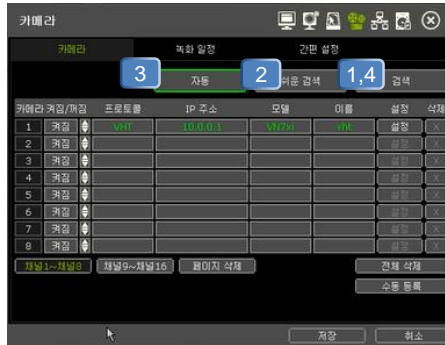 카메라
카메라 녹화 일정 간편 설정
3 자동 2 쉬운 검색 1,4 검색
카메라 켜짐/꺼짐 프로토콜 IP 주소 모델 이름 설정 삭제
1 켜짐 VHT 10.0.0.1 VN7xi vht 설정 X
2 켜짐 설정 X
3 켜짐 설정 X
4 켜짐 설정 X
5 켜짐 설정 X
6 켜짐 설정 X
7 켜짐 설정 X
8 켜짐 설정 X
채널1~채널8 채널9~채널16 페이지 삭제 전체 삭제
수동 등록
저장 취소